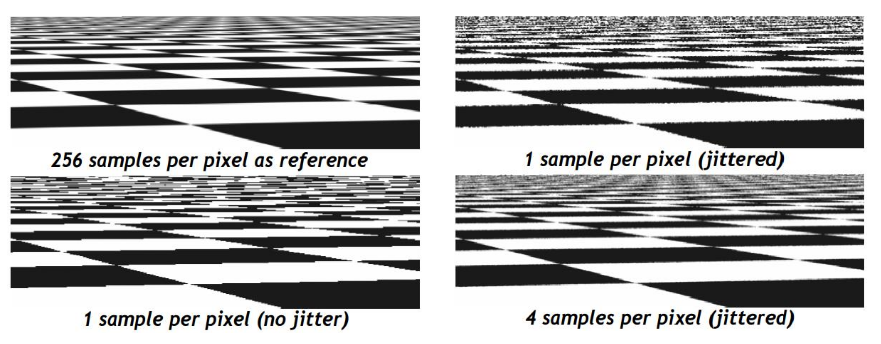 256 samples per pixel as reference
1 sample per pixel (jittered)
1 sample per pixel (no jitter)
4 samples per pixel (jittered)